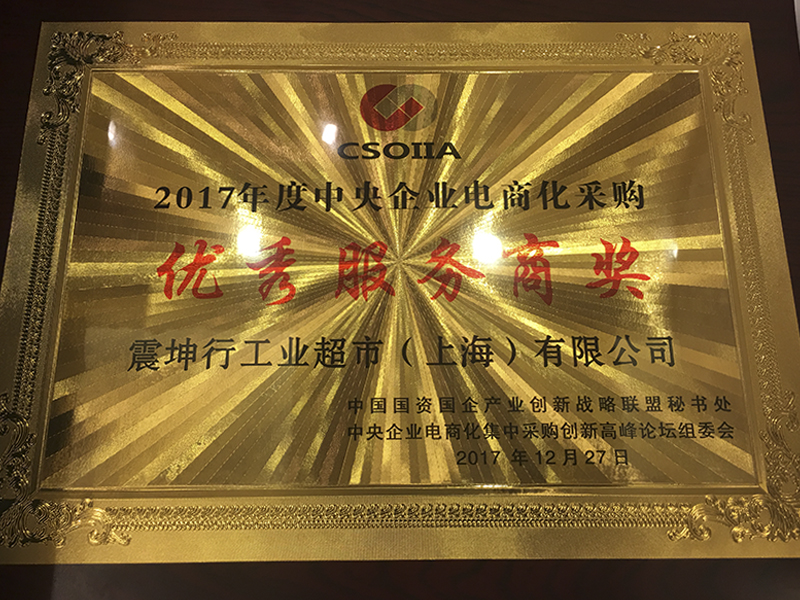 CSOIIA
2017年度中央企业电商化采购
优秀服务商奖
震坤行工业超市（上海）有限公司
中国国资国企产业创新战略联盟秘书处
中央企业电商化集中采购创新高峰论坛组委会
2017年12月27日